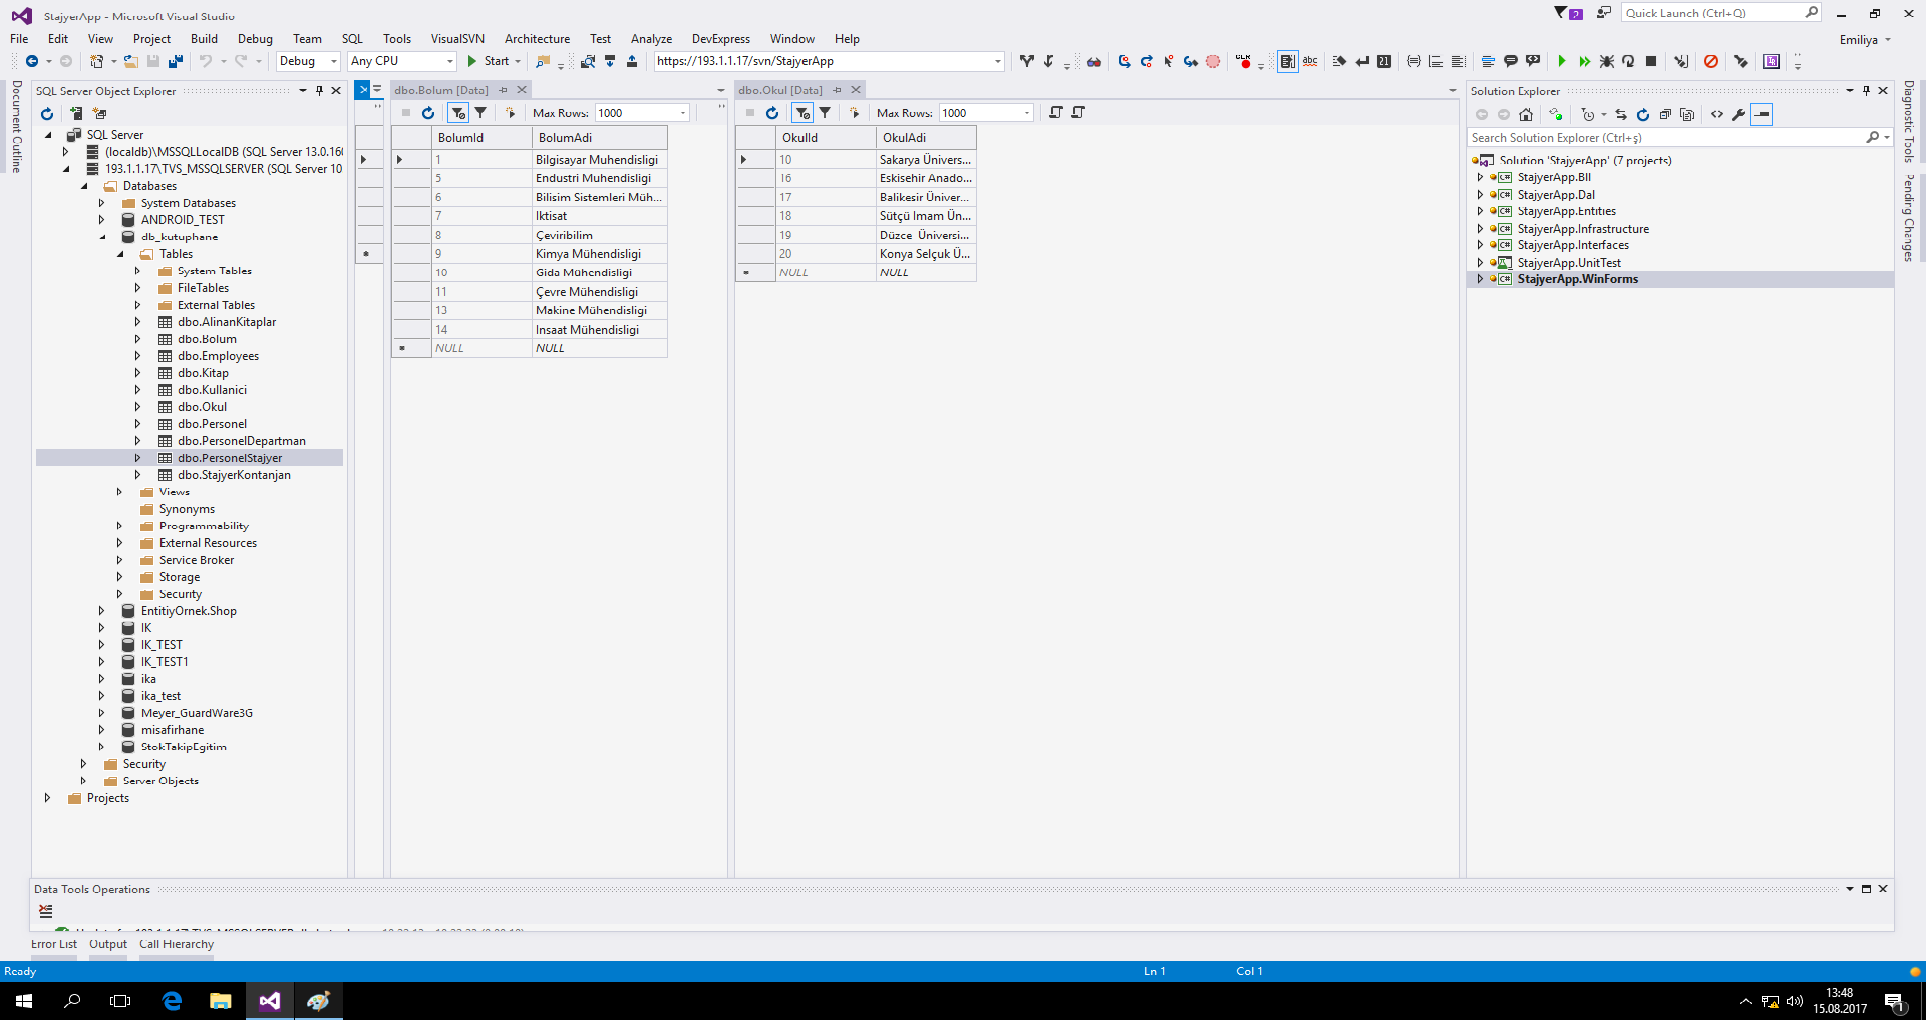 StajyerApp - Microsoft Visual Studio
2
Quick Launch (Ctrl+Q)
File Edit View Project Build Debug Team SQL Tools VisualSVN Architecture Test Analyze DevExpress Window Help
Emiliya
Debug Any CPU Start https://193.1.1.17/svn/StajyerApp
Document Outline
SQL Server Object Explorer
SQL Server
(localdb)\MSSQLLocalDB (SQL Server 13.0.160
193.1.1.17\TVS_MSSQLSERVER (SQL Server 10
Databases
System Databases
ANDROID_TEST
db_kutuphane
Tables
System Tables
FileTables
External Tables
dbo.AlinanKitaplar
dbo.Bolum
dbo.Employees
dbo.Kitap
dbo.Kullanici
dbo.Okul
dbo.Personel
dbo.PersonelDepartman
dbo.PersonelStajyer
dbo.StajyerKontanjan
Views
Synonyms
Programmability
External Resources
Service Broker
Storage
Security
EntitiyOrnek.Shop
IK
IK_TEST
IK_TEST1
ika
ika_test
Meyer_GuardWare3G
misafirhane
StokTakipEgitim
Security
Server Objects
Projects
dbo.Bolum [Data]
Max Rows: 1000
BolumId BolumAdi
1 Bilgisayar Muhendisligi
5 Endustri Muhendisligi
6 Bilisim Sistemleri Müh...
7 Iktisat
8 Çeviribilim
9 Kimya Mühendisligi
10 Gida Mühendisligi
11 Çevre Mühendisligi
13 Makine Mühendisligi
14 Insaat Mühendisligi
NULL NULL
dbo.Okul [Data]
Max Rows: 1000
OkulId OkulAdi
10 Sakarya Ünivers...
16 Eskisehir Anado...
17 Balikesir Üniver...
18 Sütçü Imam Ün...
19 Düzce Üniversi...
20 Konya Selçuk Ü...
NULL NULL
Solution Explorer
Search Solution Explorer (Ctrl+ş)
Solution 'StajyerApp' (7 projects)
StajyerApp.Bll
StajyerApp.Dal
StajyerApp.Entities
StajyerApp.Infrastructure
StajyerApp.Interfaces
StajyerApp.UnitTest
StajyerApp.WinForms
Diagnostic Tools
Pending Changes
Data Tools Operations
Error List Output Call Hierarchy
Ready Ln 1 Col 1
13:48
15.08.2017
1